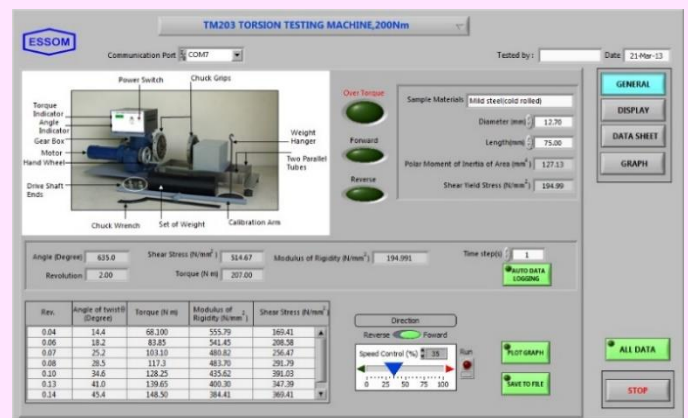 TM203 TORSION TESTING MACHINE,200Nm
ESSOM
Communication Port COM7
Tested by :
Date 21-Mar-13
Power Switch
Chuck Grips
Torque
Indicator
Angle
Indicator
Gear Box
Motor
Hand Wheel
Drive Shaft
Ends
Chuck Wrench
Set of Weight
Calibration Arm
Weight
Hanger
Two Parallel
Tubes
Over Torque
Forward
Reverse
Sample Materials Mild steel(cold rolled)
Diameter (mm) 12.70
Length(mm) 75.00
Polar Moment of Inertia of Area (mm⁴) 127.13
Shear Yield Stress (N/mm²) 194.99
GENERAL
DISPLAY
DATA SHEET
GRAPH
Angle (Degree) 635.0 Shear Stress (N/mm²) 514.67 Modulus of Rigidity (N/mm²) 194.991 Time step(s) 1
Revolution 2.00 Torque (N m) 207.00
AUTO DATA
LOGGING
Rev. Angle of twist θ (Degree) Torque (N m) Modulus of Rigidity (N/mm²) Shear Stress (N/mm²)
0.04 14.4 68.100 555.79 169.41
0.06 18.2 83.85 541.45 208.58
0.07 25.2 103.10 480.82 256.47
0.08 28.5 117.3 483.70 291.79
0.10 34.6 128.25 435.62 391.03
0.13 41.0 139.65 400.30 347.39
0.14 45.4 148.50 384.41 369.41
Direction
Reverse Foward
Speed Control (%) 35
0 25 50 75 100
Run
PLOT GRAPH
SAVE TO FILE
ALL DATA
STOP